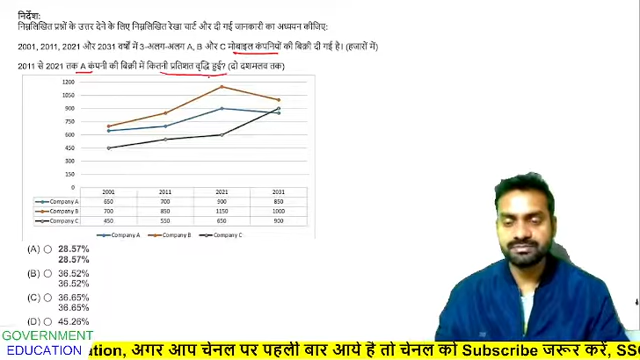 निर्देश:
निम्नलिखित प्रश्नों के उत्तर देने के लिए निम्नलिखित रेखा चार्ट और दी गई जानकारी का अध्ययन कीजिए:
2001, 2011, 2021 और 2031 वर्षों में 3-अलग-अलग A, B और C मोबाइल कंपनियों की बिक्री दी गई है। (हजारों में)
2011 से 2021 तक A कंपनी की बिक्री में कितनी प्रतिशत वृद्धि हुई? (दो दशमलव तक)
1200
1050
900
750
600
450
300
150
0
2001 2011 2021 2031
Company A 650 700 900 850
Company B 700 850 1150 1000
Company C 450 550 650 900
Company A Company B Company C
(A) 28.57%
28.57%
(B) 36.52%
36.52%
(C) 36.65%
36.65%
(D) 45.26%
GOVERNMENT
EDUCATION
ation, अगर आप चेनल पर पहली बार आये है तो चेनल को Subscribe जरूर करें, SS